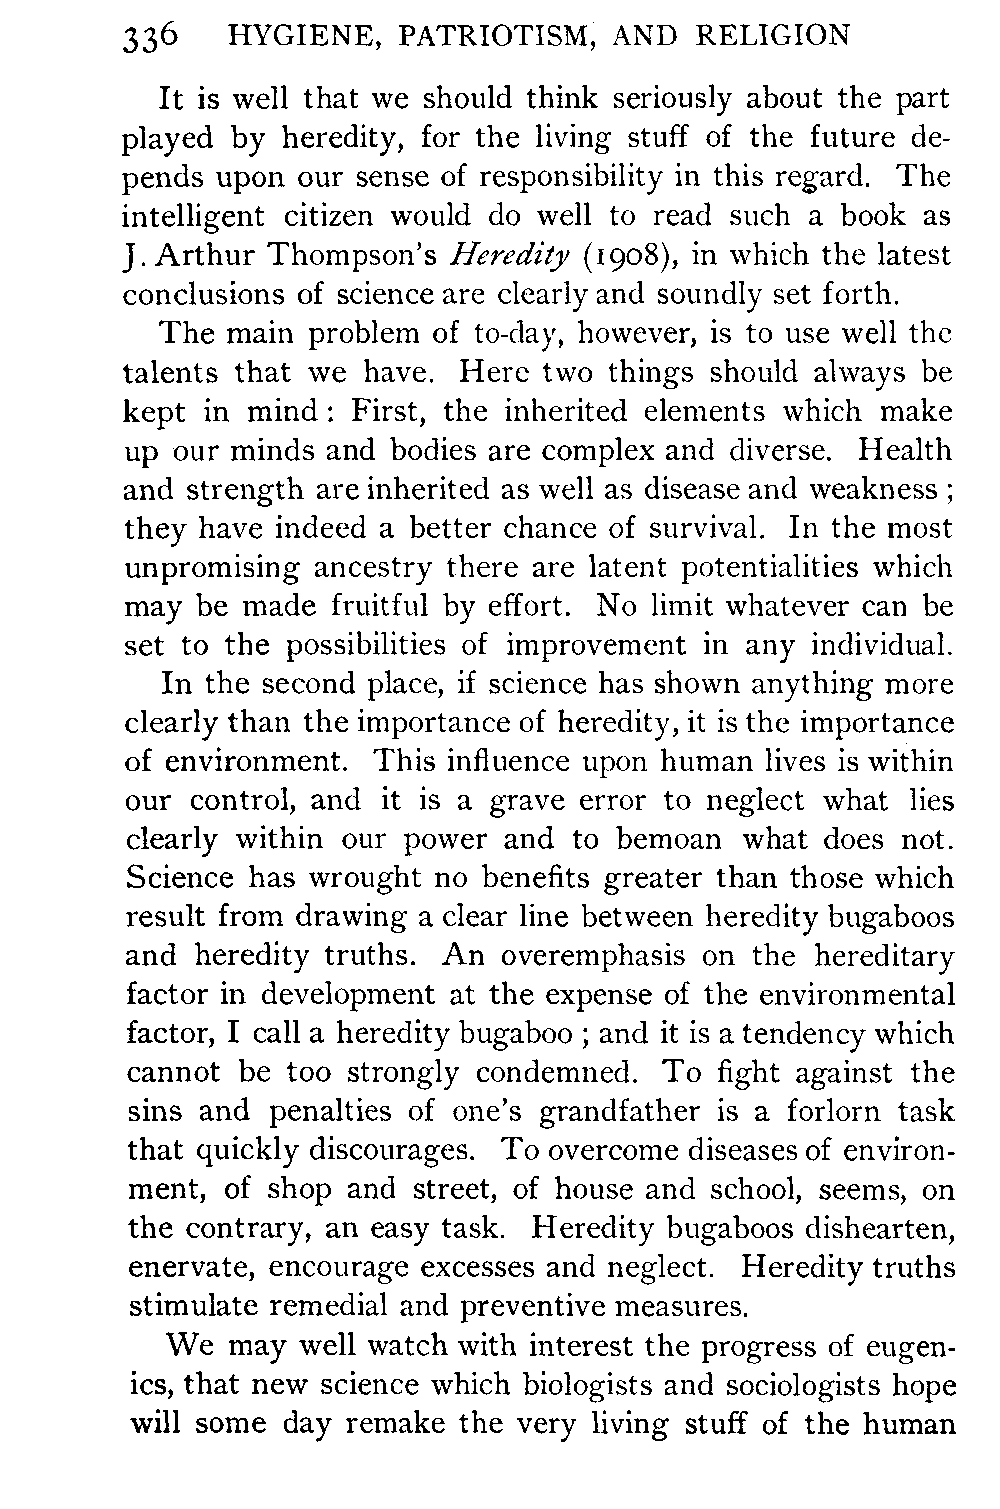 336 HYGIENE, PATRIOTISM, AND RELIGION
It is well that we should think seriously about the part
played by heredity, for the living stuff of the future de-
pends upon our sense of responsibility in this regard. The
intelligent citizen would do well to read such a book as
J. Arthur Thompson's Heredity (1908), in which the latest
conclusions of science are clearly and soundly set forth.
The main problem of to-day, however, is to use well the
talents that we have. Here two things should always be
kept in mind : First, the inherited elements which make
up our minds and bodies are complex and diverse. Health
and strength are inherited as well as disease and weakness ;
they have indeed a better chance of survival. In the most
unpromising ancestry there are latent potentialities which
may be made fruitful by effort. No limit whatever can be
set to the possibilities of improvement in any individual.
In the second place, if science has shown anything more
clearly than the importance of heredity, it is the importance
of environment. This influence upon human lives is within
our control, and it is a grave error to neglect what lies
clearly within our power and to bemoan what does not.
Science has wrought no benefits greater than those which
result from drawing a clear line between heredity bugaboos
and heredity truths. An overemphasis on the hereditary
factor in development at the expense of the environmental
factor, I call a heredity bugaboo ; and it is a tendency which
cannot be too strongly condemned. To fight against the
sins and penalties of one's grandfather is a forlorn task
that quickly discourages. To overcome diseases of environ-
ment, of shop and street, of house and school, seems, on
the contrary, an easy task. Heredity bugaboos dishearten,
enervate, encourage excesses and neglect. Heredity truths
stimulate remedial and preventive measures.
We may well watch with interest the progress of eugen-
ics, that new science which biologists and sociologists hope
will some day remake the very living stuff of the human